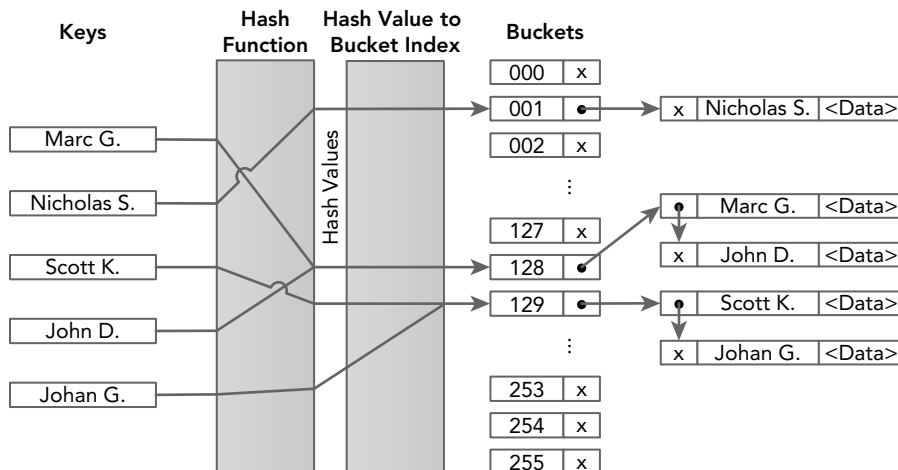 Keys
Hash
Function
Hash Value to
Bucket Index
Buckets
Marc G.
Nicholas S.
Scott K.
John D.
Johan G.
Hash Values
000 x
001
002 x
⋮
127 x
128
129
⋮
253 x
254 x
255 x
x Nicholas S. <Data>
Marc G. <Data>
x John D. <Data>
Scott K. <Data>
x Johan G. <Data>